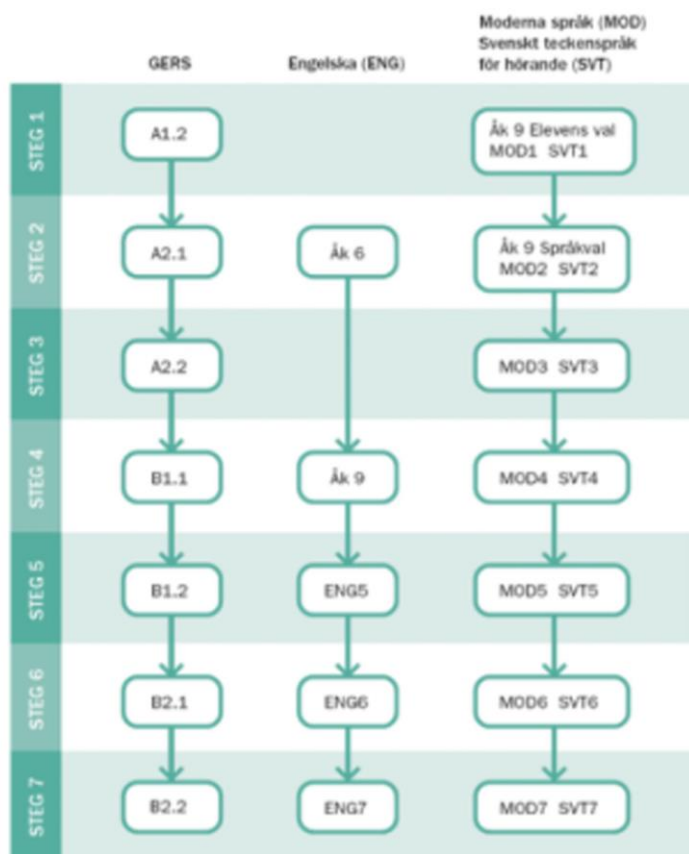 Moderna språk (MOD)
Svenskt teckenspråk
för hörande (SVT)
GERS
Engelska (ENG)
STEG 1
A1.2
Åk 9 Elevens val
MOD1 SVT1
STEG 2
A2.1
Åk 6
Åk 9 Språkval
MOD2 SVT2
STEG 3
A2.2
MOD3 SVT3
STEG 4
B1.1
Åk 9
MOD4 SVT4
STEG 5
B1.2
ENG5
MOD5 SVT5
STEG 6
B2.1
ENG6
MOD6 SVT6
STEG 7
B2.2
ENG7
MOD7 SVT7